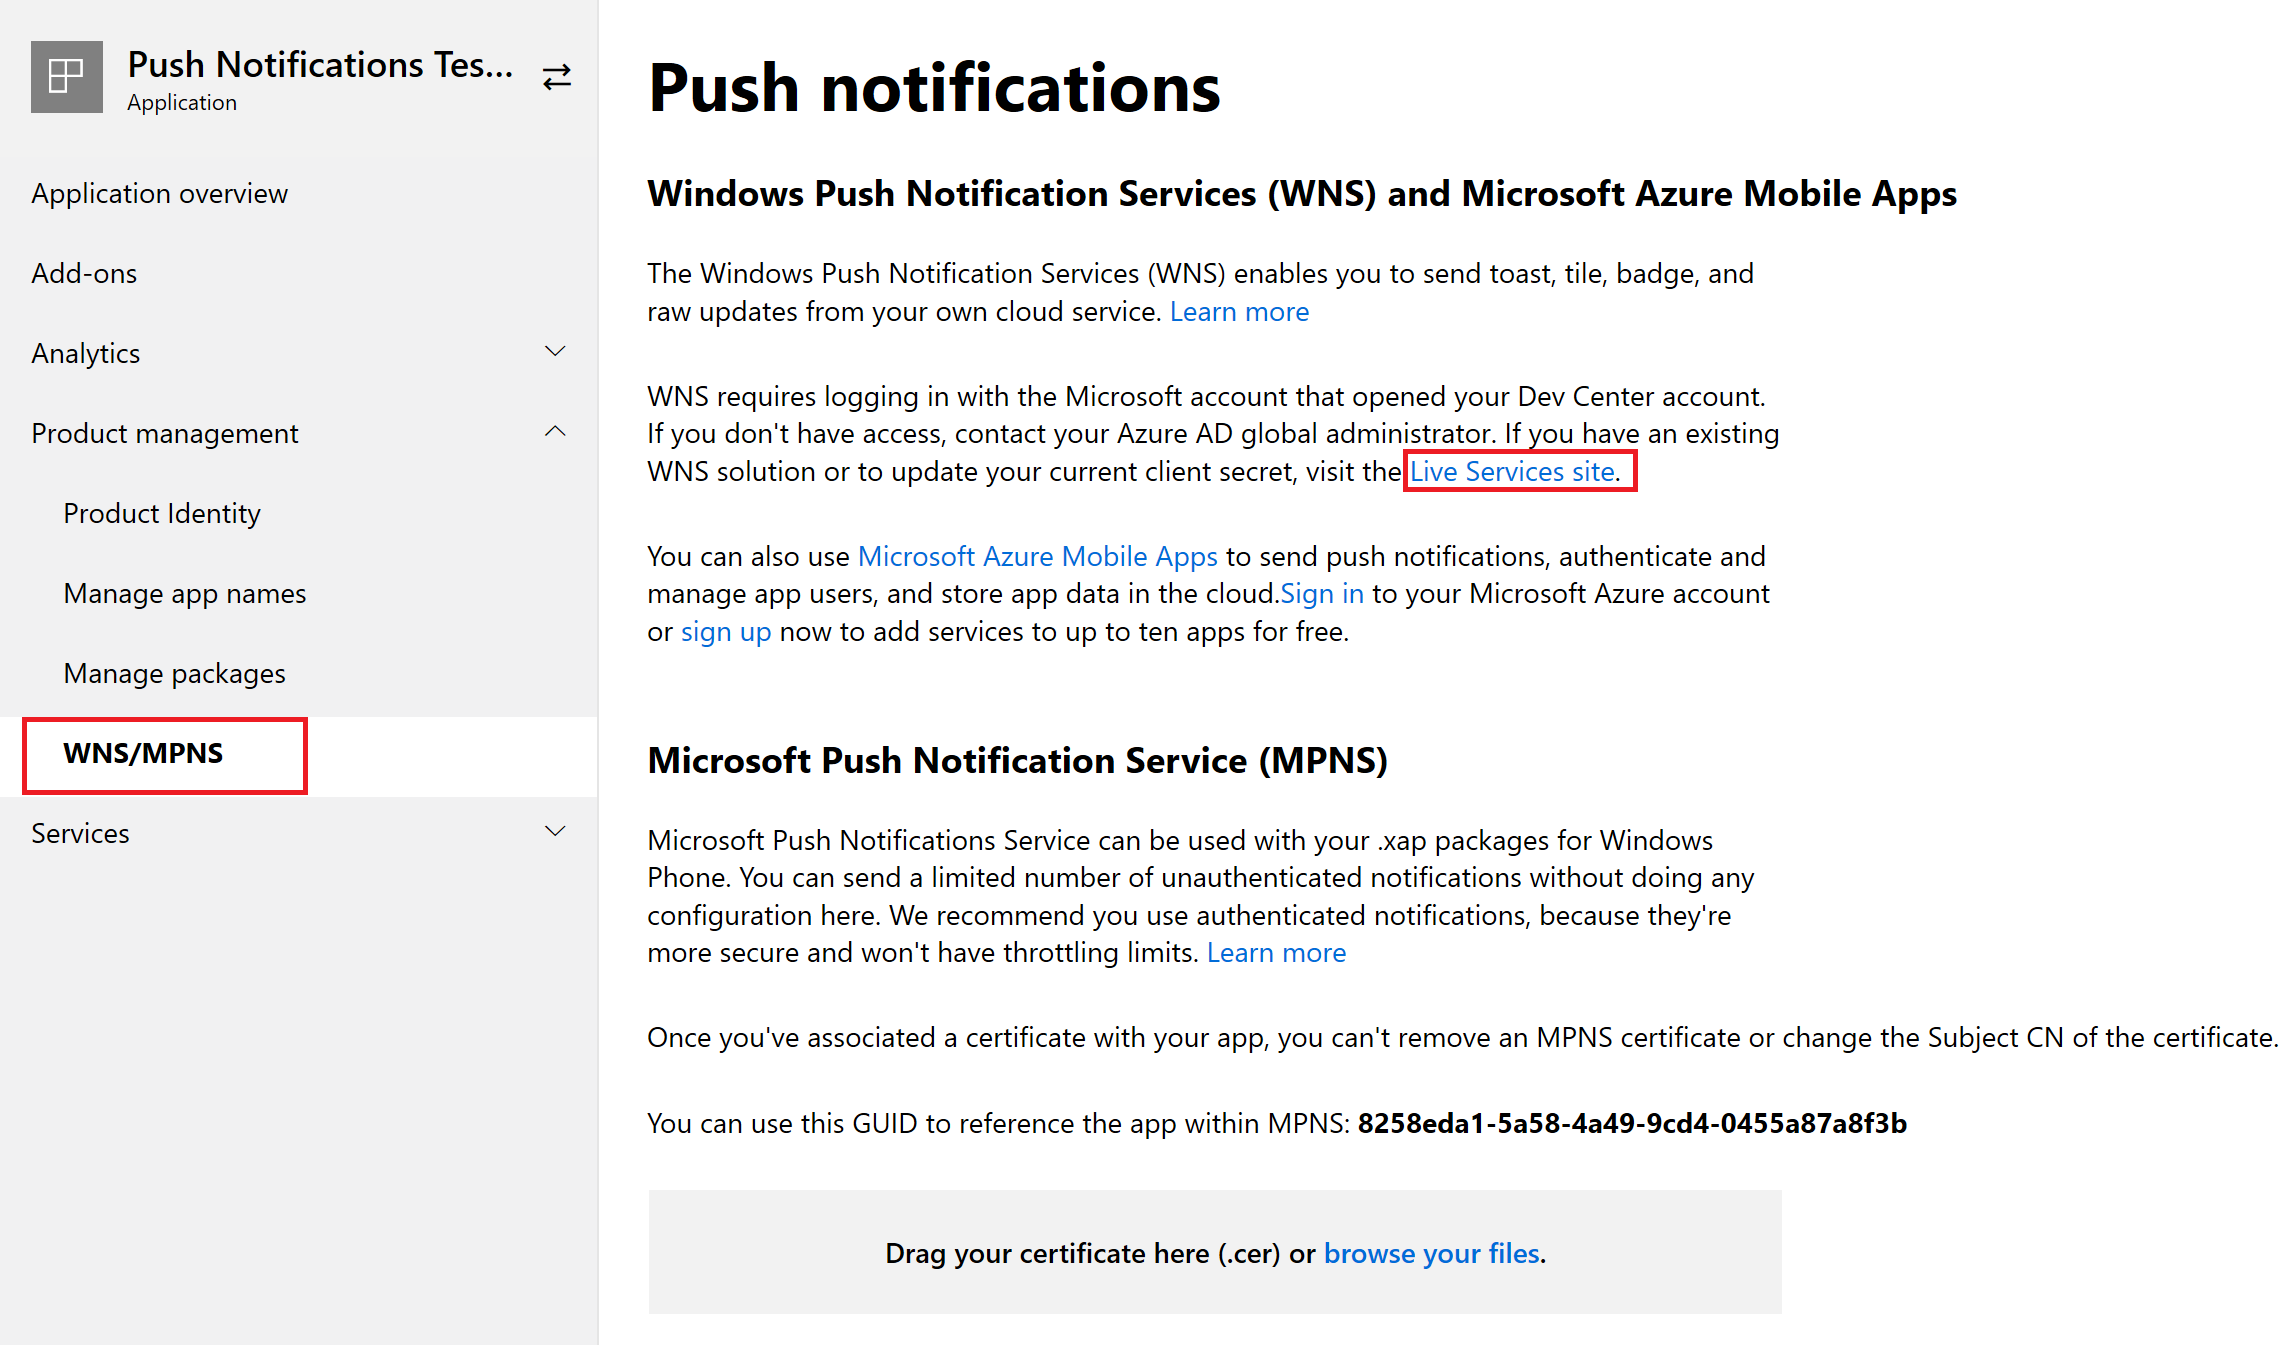 Push Notifications Tes...
Application
Application overview
Add-ons
Analytics
Product management
Product Identity
Manage app names
Manage packages
WNS/MPNS
Services
Push notifications
Windows Push Notification Services (WNS) and Microsoft Azure Mobile Apps
The Windows Push Notification Services (WNS) enables you to send toast, tile, badge, and
raw updates from your own cloud service. Learn more
WNS requires logging in with the Microsoft account that opened your Dev Center account.
If you don't have access, contact your Azure AD global administrator. If you have an existing
WNS solution or to update your current client secret, visit the Live Services site.
You can also use Microsoft Azure Mobile Apps to send push notifications, authenticate and
manage app users, and store app data in the cloud.Sign in to your Microsoft Azure account
or sign up now to add services to up to ten apps for free.
Microsoft Push Notification Service (MPNS)
Microsoft Push Notifications Service can be used with your .xap packages for Windows
Phone. You can send a limited number of unauthenticated notifications without doing any
configuration here. We recommend you use authenticated notifications, because they're
more secure and won't have throttling limits. Learn more
Once you've associated a certificate with your app, you can't remove an MPNS certificate or change the Subject CN of the certificate.
You can use this GUID to reference the app within MPNS: 8258eda1-5a58-4a49-9cd4-0455a87a8f3b
Drag your certificate here (.cer) or browse your files.